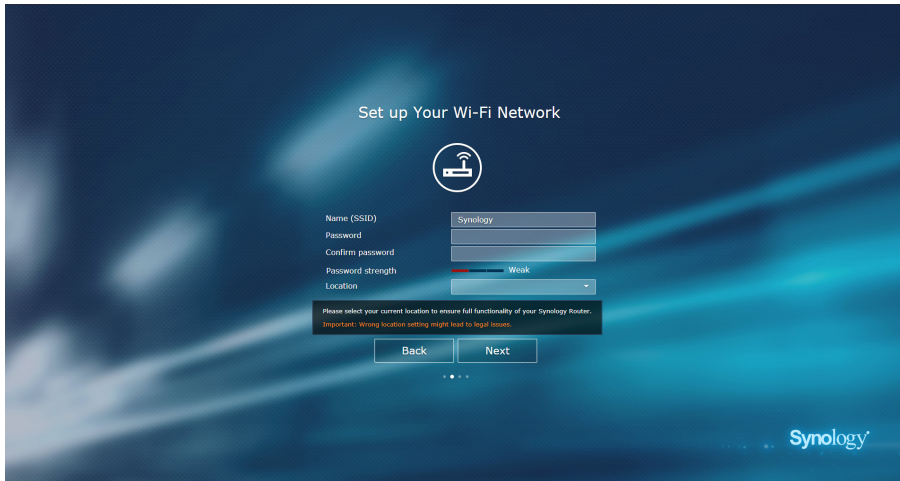 Set up Your Wi-Fi Network
Name (SSID) Synology
Password
Confirm password
Password strength Weak
Location
Please select your current location to ensure full functionality of your Synology Router.
Important: Wrong location setting might lead to legal issues.
Back Next
Synology